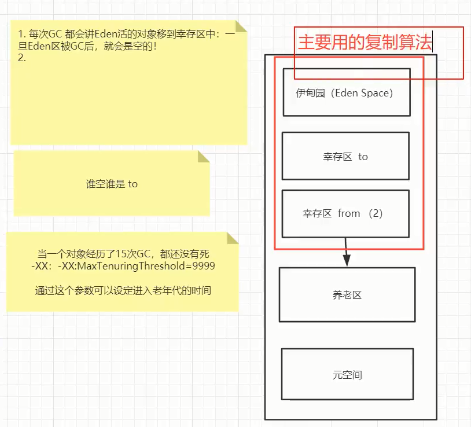 1. 每次GC 都会讲Eden活的对象移到幸存区中：一
旦Eden区被GC后，就会是空的！
2.
谁空谁是 to
当一个对象经历了15次GC，都还没有死
-XX：-XX:MaxTenuringThreshold=9999
通过这个参数可以设定进入老年代的时间
主要用的复制算法
伊甸园（Eden Space）
幸存区 to
幸存区 from （2）
养老区
元空间